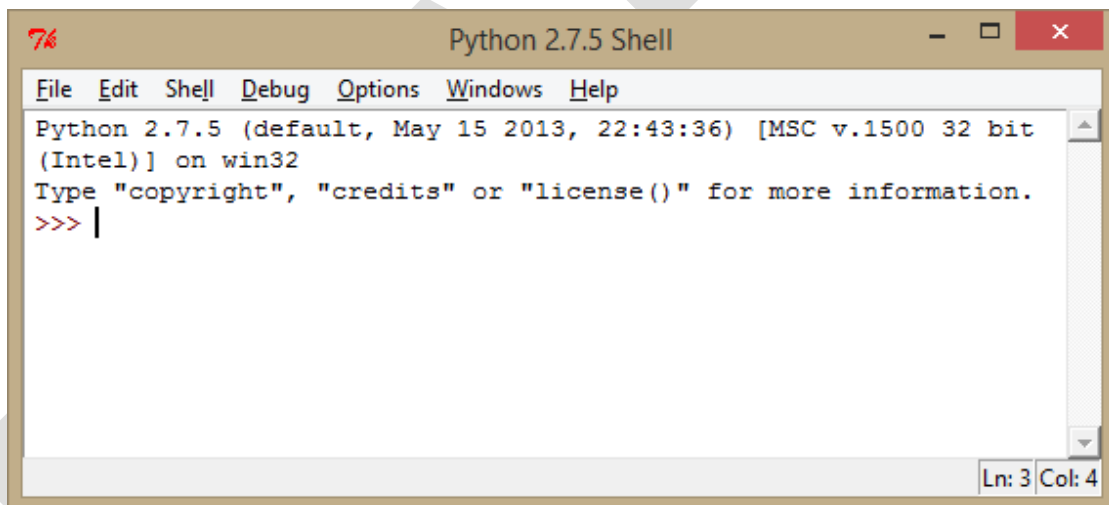 Python 2.7.5 Shell
File Edit Shell Debug Options Windows Help
Python 2.7.5 (default, May 15 2013, 22:43:36) [MSC v.1500 32 bit
(Intel)] on win32
Type "copyright", "credits" or "license()" for more information.
>>>
Ln: 3 Col: 4